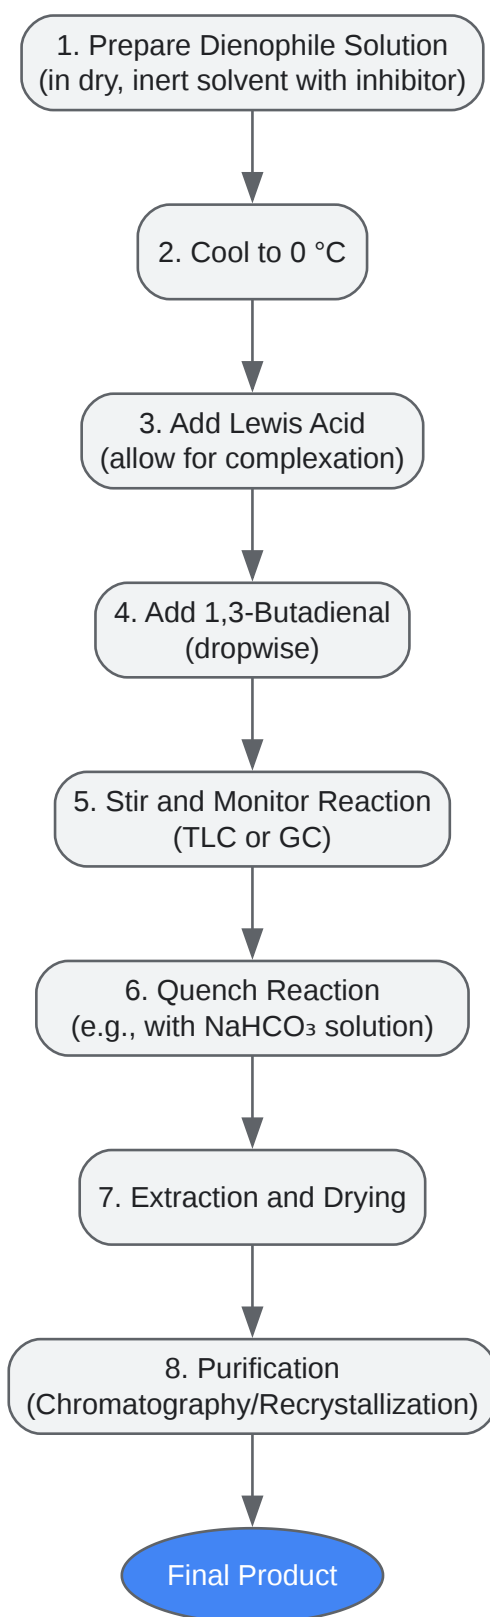 1. Prepare Dienophile Solution
(in dry, inert solvent with inhibitor)
2. Cool to 0 °C
3. Add Lewis Acid
(allow for complexation)
4. Add 1,3-Butadienal
(dropwise)
5. Stir and Monitor Reaction
(TLC or GC)
6. Quench Reaction
(e.g., with NaHCO₃ solution)
7. Extraction and Drying
8. Purification
(Chromatography/Recrystallization)
Final Product